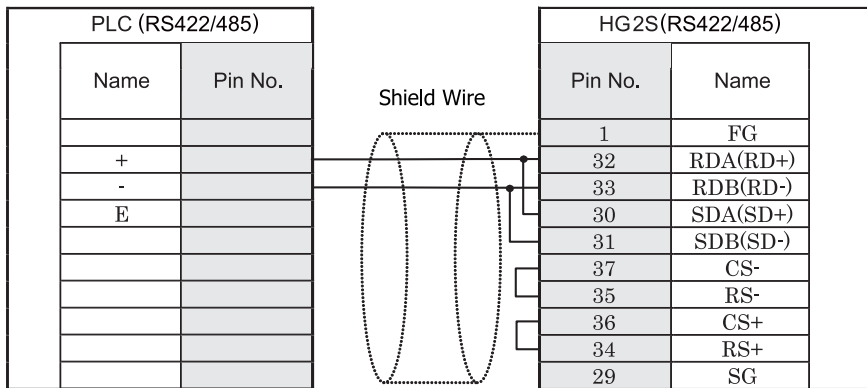 PLC (RS422/485) HG2S(RS422/485)
Name Pin No. Shield Wire Pin No. Name
1 FG
+ 32 RDA(RD+)
- 33 RDB(RD-)
E 30 SDA(SD+)
31 SDB(SD-)
37 CS-
35 RS-
36 CS+
34 RS+
29 SG